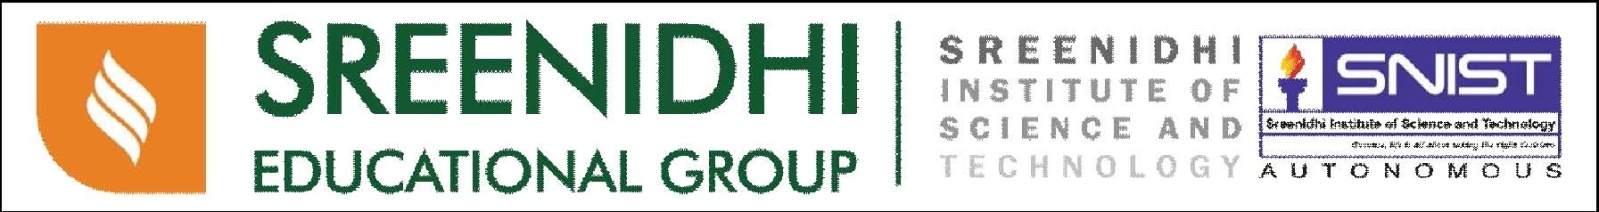 SREENIDHI
EDUCATIONAL GROUP
SREENIDHI
INSTITUTE OF
SCIENCE AND
TECHNOLOGY
SNIST
Sreenidhi Institute of Science and Technology
AUTONOMOUS